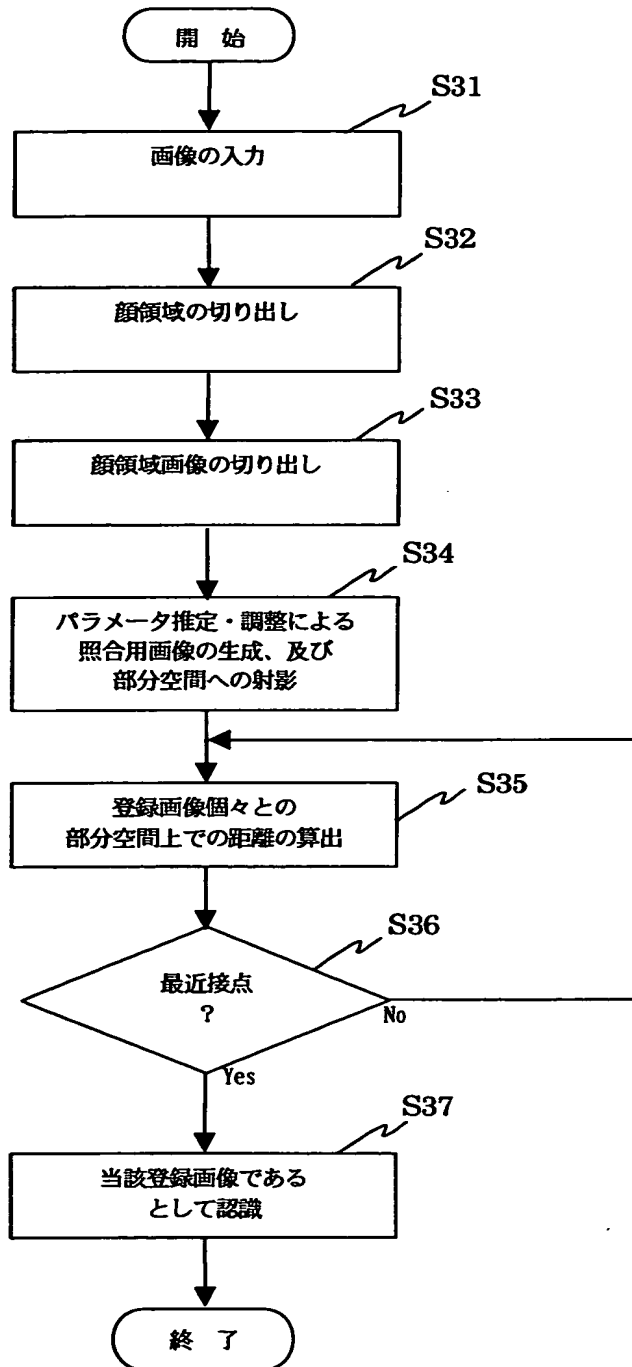 開 始
S31
画像の入力
S32
顔領域の切り出し
S33
顔領域画像の切り出し
S34
パラメータ推定・調整による
照合用画像の生成、及び
部分空間への射影
S35
登録画像個々との
部分空間上での距離の算出
S36
最近接点
?
No
Yes
S37
当該登録画像である
として認識
終 了